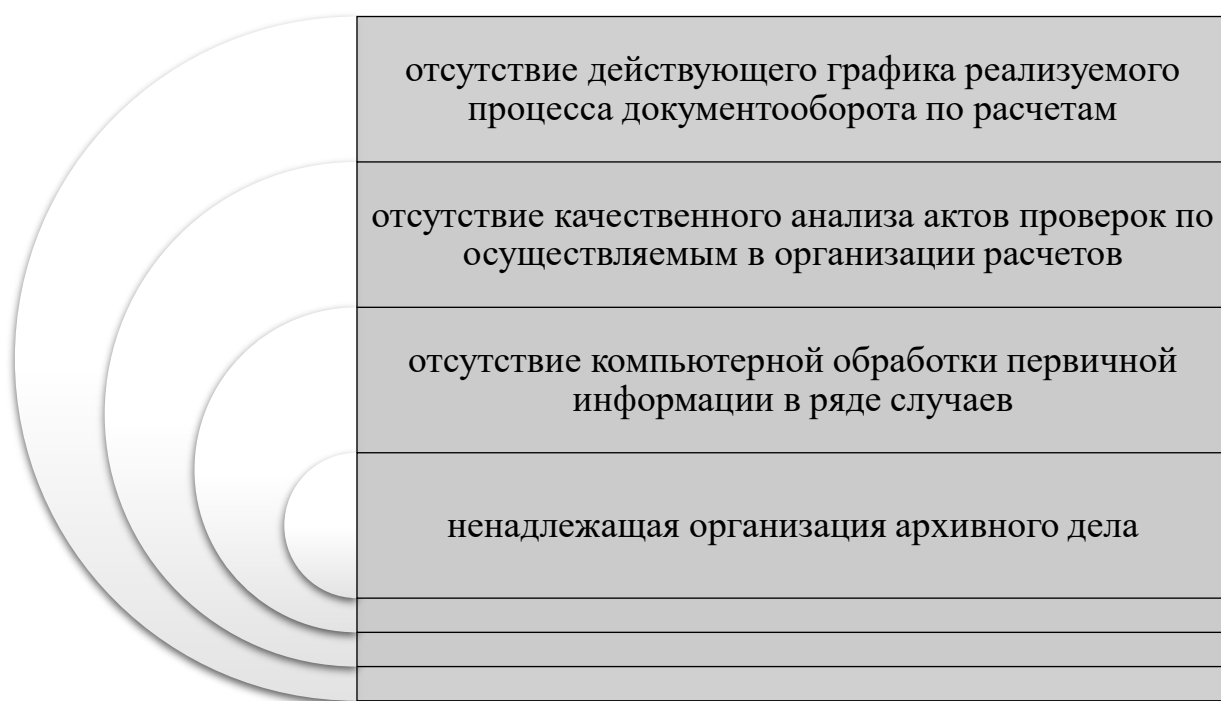 отсутствие действующего графика реализуемого
процесса документооборота по расчетам
отсутствие качественного анализа актов проверок по
осуществляемым в организации расчетов
отсутствие компьютерной обработки первичной
информации в ряде случаев
ненадлежащая организация архивного дела